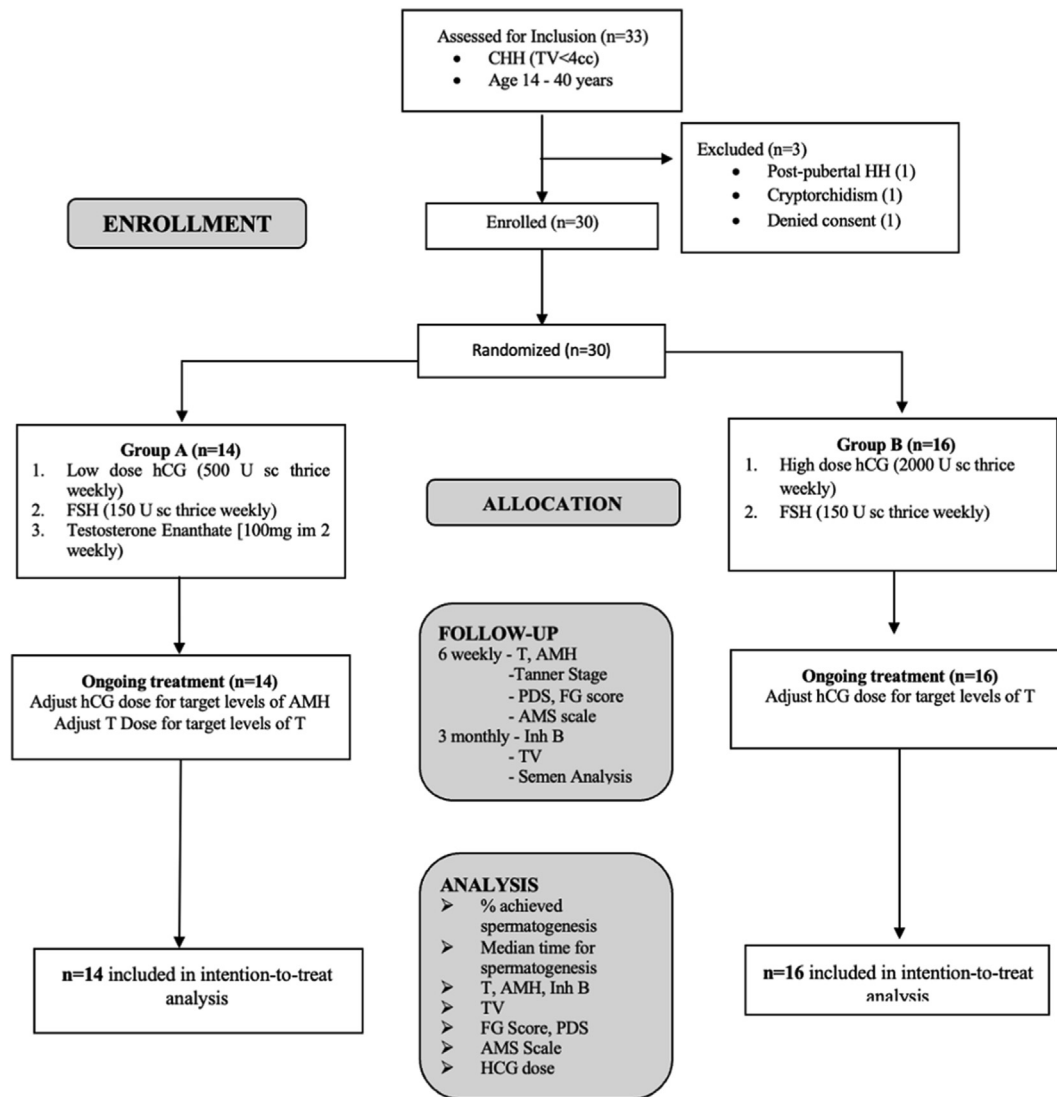 Assessed for Inclusion (n=33)
• CHH (TV<4cc)
• Age 14 - 40 years
Excluded (n=3)
• Post-pubertal HH (1)
• Cryptorchidism (1)
• Denied consent (1)
ENROLLMENT
Enrolled (n=30)
Randomized (n=30)
Group A (n=14)
1. Low dose hCG (500 U sc thrice
weekly)
2. FSH (150 U sc thrice weekly)
3. Testosterone Enanthate [100mg im 2
weekly)
ALLOCATION
Group B (n=16)
1. High dose hCG (2000 U sc thrice
weekly)
2. FSH (150 U sc thrice weekly)
Ongoing treatment (n=14)
Adjust hCG dose for target levels of AMH
Adjust T Dose for target levels of T
FOLLOW-UP
6 weekly - T, AMH
-Tanner Stage
- PDS, FG score
- AMS scale
3 monthly - Inh B
- TV
- Semen Analysis
Ongoing treatment (n=16)
Adjust hCG dose for target levels of T
n=14 included in intention-to-treat
analysis
ANALYSIS
➢ % achieved
spermatogenesis
➢ Median time for
spermatogenesis
➢ T, AMH, Inh B
➢ TV
➢ FG Score, PDS
➢ AMS Scale
➢ HCG dose
n=16 included in intention-to-treat
analysis